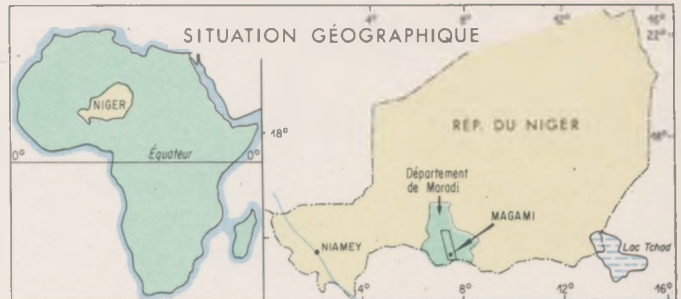 SITUATION GÉOGRAPHIQUE
4° 8° 12° 16°
22°
NIGER
18°
REP. DU NIGER
18°
0° Équateur 0°
Département
de Maradi
MAGAMI
NIAMEY
Lac Tchad
4° 8° 12° 16°